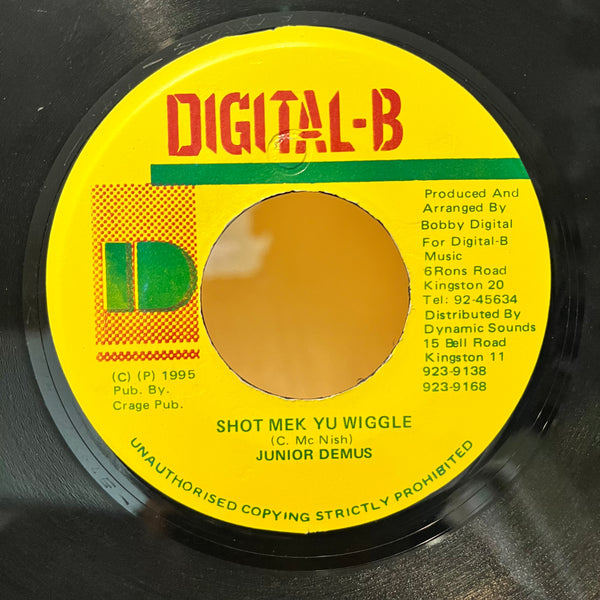 DIGITAL-B
Produced And
Arranged By
Bobby Digital
For Digital-B
Music
6Rons Road
Kingston 20
Tel: 92-45634
Distributed By
Dynamic Sounds
15 Bell Road
Kingston 11
923-9138
923-9168
D
(C) (P) 1995
Pub. By.
Crage Pub.
SHOT MEK YU WIGGLE
(C. Mc Nish)
JUNIOR DEMUS
UNAUTHORISED COPYING STRICTLY PROHIBITED